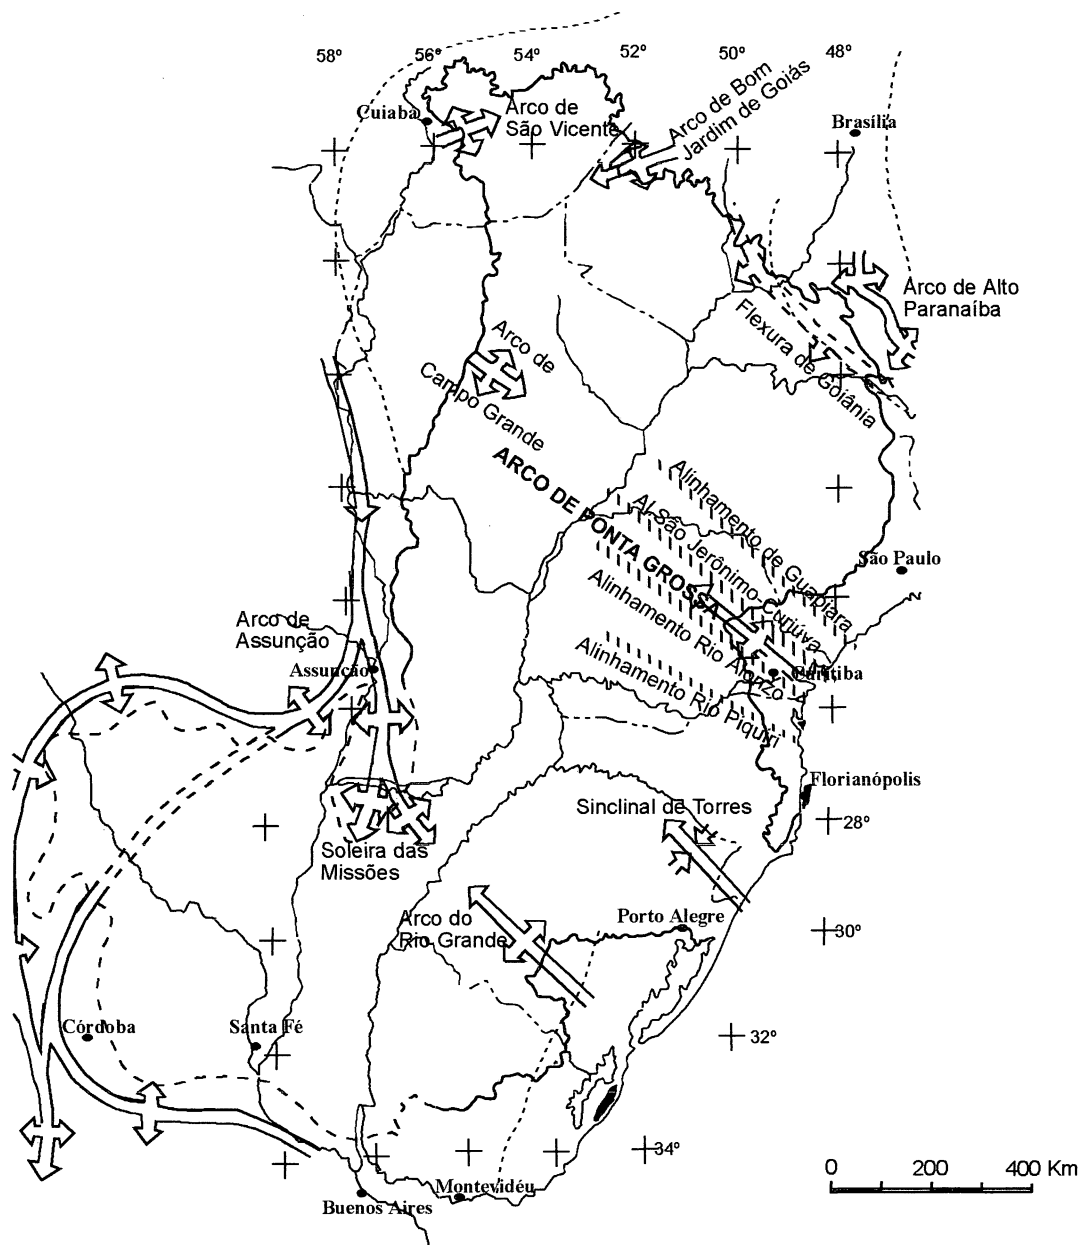 58º 56º 54º 52º 50º 48º
Arco de Bom
Jardim de Goiás
Cuiabá
Arco de
São Vicente
Brasília
Arco de Alto
Paranaíba
Flexura de Goiânia
Arco de
Campo Grande
ARCO DE PONTA GROSSA
Alinhamento de Guapiara
Al. São Jerônimo-Curiúva
São Paulo
Alinhamento Rio Alonzo
Arco de
Assunção
Assunção
Curitiba
Alinhamento Rio Piquiri
Florianópolis
Sinclinal de Torres
28º
Soleira das
Missões
Arco do
Rio Grande
Porto Alegre
30º
Córdoba
Santa Fé
32º
34º
0 200 400 Km
Montevidéu
Buenos Aires